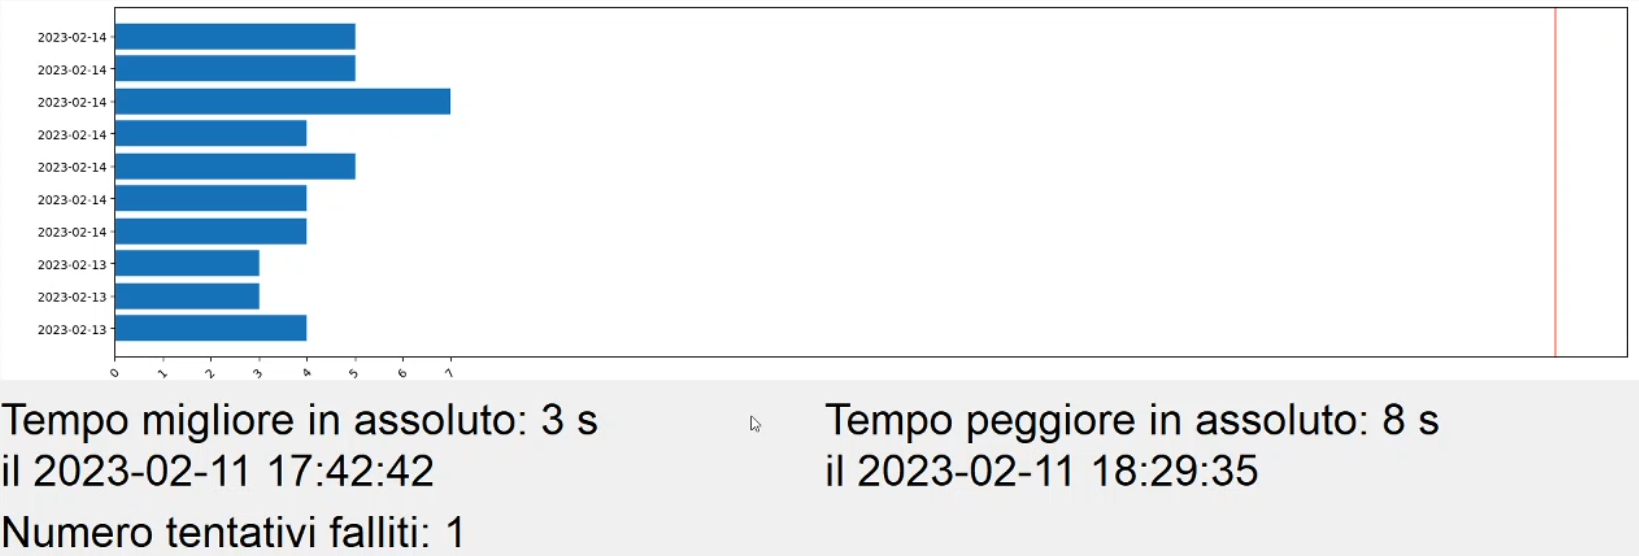 2023-02-14
2023-02-14
2023-02-14
2023-02-14
2023-02-14
2023-02-14
2023-02-14
2023-02-13
2023-02-13
2023-02-13
0 1 2 3 4 5 6 7
Tempo migliore in assoluto: 3 s
il 2023-02-11 17:42:42
Tempo peggiore in assoluto: 8 s
il 2023-02-11 18:29:35
Numero tentativi falliti: 1